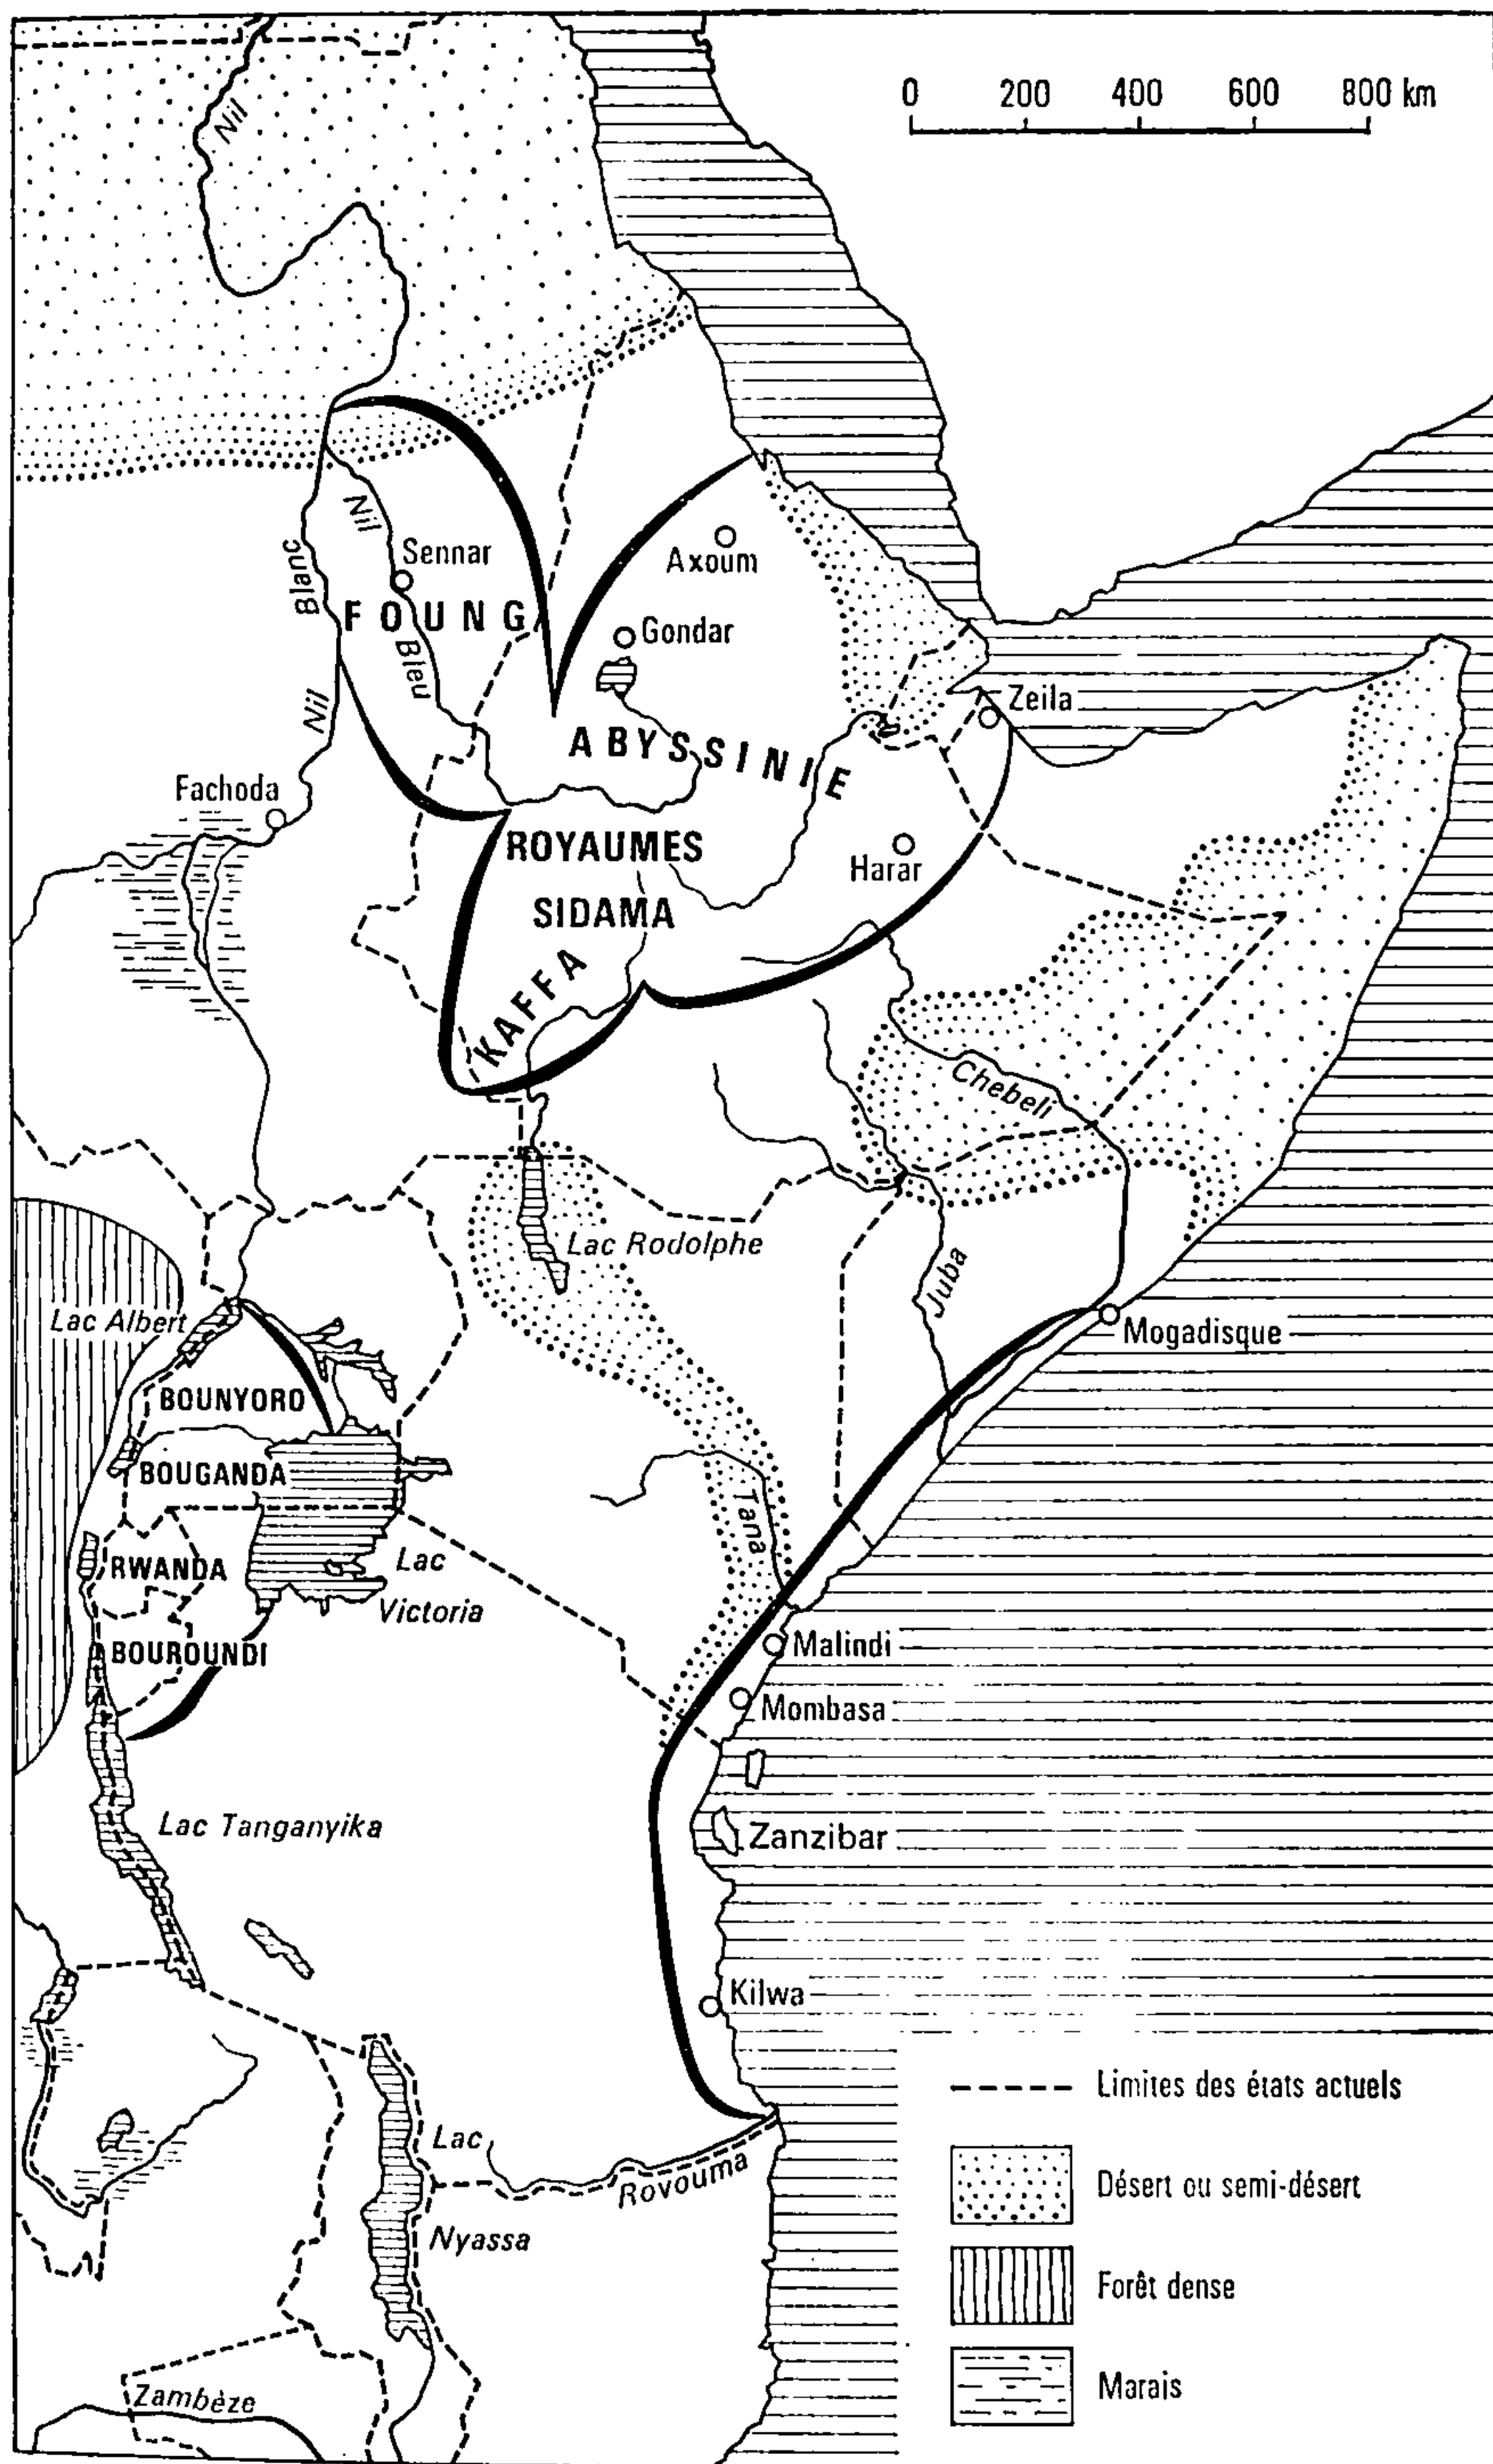 0 200 400 600 800 km
Nil
Nil
Blanc
Sennar
FOUNG
Bleu
Nil
Axoum
Gondar
Zeila
ABYSSINIE
Fachoda
ROYAUMES
SIDAMA
Harar
KAFFA
Chebeli
Lac Rodolphe
Juba
Lac Albert
Mogadisque
BOUNYORO
BOUGANDA
Tana
RWANDA
Lac
Victoria
BOUROUNDI
Malindi
Mombasa
Lac Tanganyika
Zanzibar
Kilwa
Limites des états actuels
Lac
Nyassa
Rovouma
Désert ou semi-désert
Forêt dense
Marais
Zambèze